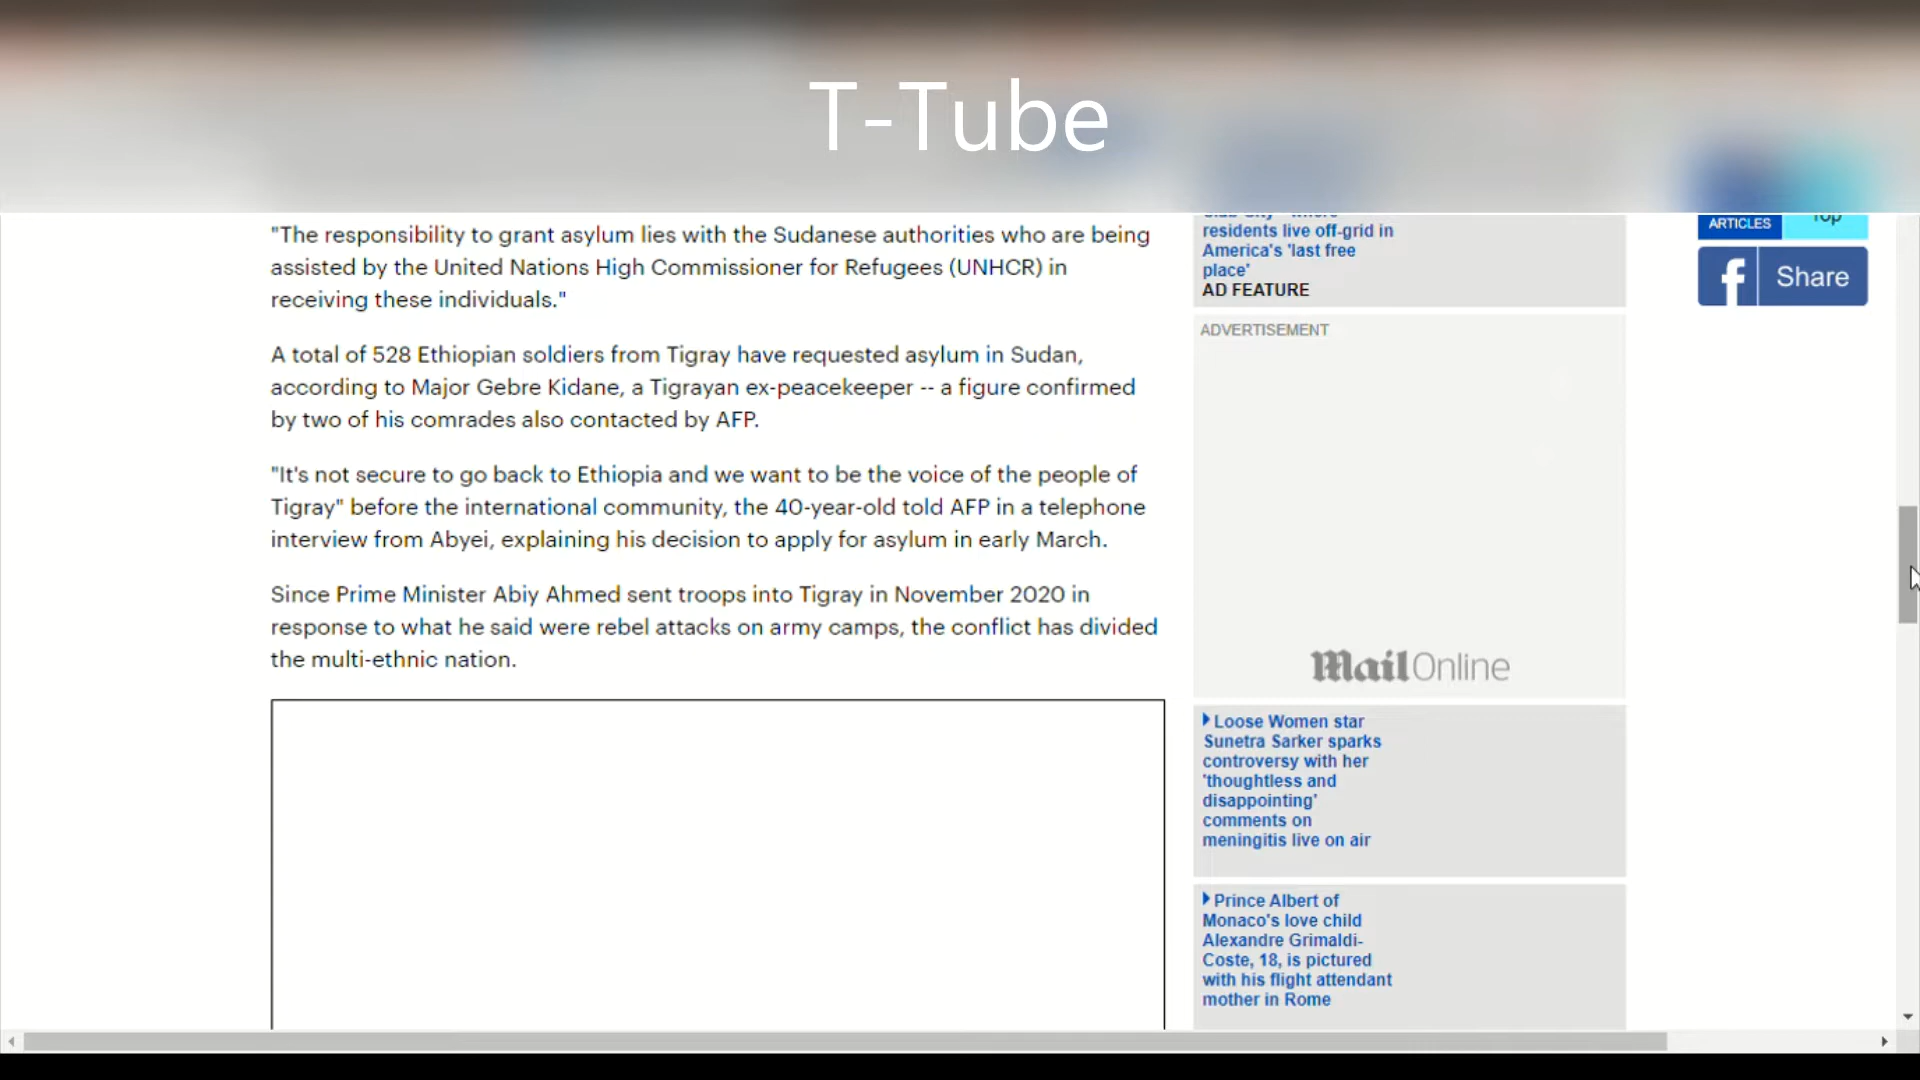 T-Tube
"The responsibility to grant asylum lies with the Sudanese authorities who are being
assisted by the United Nations High Commissioner for Refugees (UNHCR) in
receiving these individuals."
A total of 528 Ethiopian soldiers from Tigray have requested asylum in Sudan,
according to Major Gebre Kidane, a Tigrayan ex-peacekeeper -- a figure confirmed
by two of his comrades also contacted by AFP.
"It's not secure to go back to Ethiopia and we want to be the voice of the people of
Tigray" before the international community, the 40-year-old told AFP in a telephone
interview from Abyei, explaining his decision to apply for asylum in early March.
Since Prime Minister Abiy Ahmed sent troops into Tigray in November 2020 in
response to what he said were rebel attacks on army camps, the conflict has divided
the multi-ethnic nation.
residents live off-grid in
America's 'last free
place'
AD FEATURE
ADVERTISEMENT
MailOnline
Loose Women star
Sunetra Sarker sparks
controversy with her
'thoughtless and
disappointing'
comments on
meningitis live on air
Prince Albert of
Monaco's love child
Alexandre Grimaldi-
Coste, 18, is pictured
with his flight attendant
mother in Rome
ARTICLES
Top
f Share